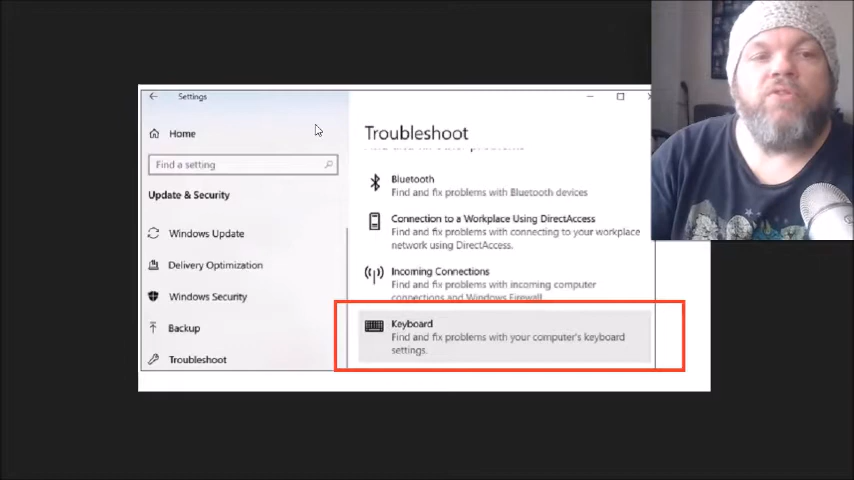 Settings
Home
Find a setting
Update & Security
Windows Update
Delivery Optimization
Windows Security
Backup
Troubleshoot
Troubleshoot
Bluetooth
Find and fix problems with Bluetooth devices
Connection to a Workplace Using DirectAccess
Find and fix problems with connecting to your workplace
network using DirectAccess.
Incoming Connections
Find and fix problems with incoming computer
connections and Windows Firewall.
Keyboard
Find and fix problems with your computer's keyboard
settings.